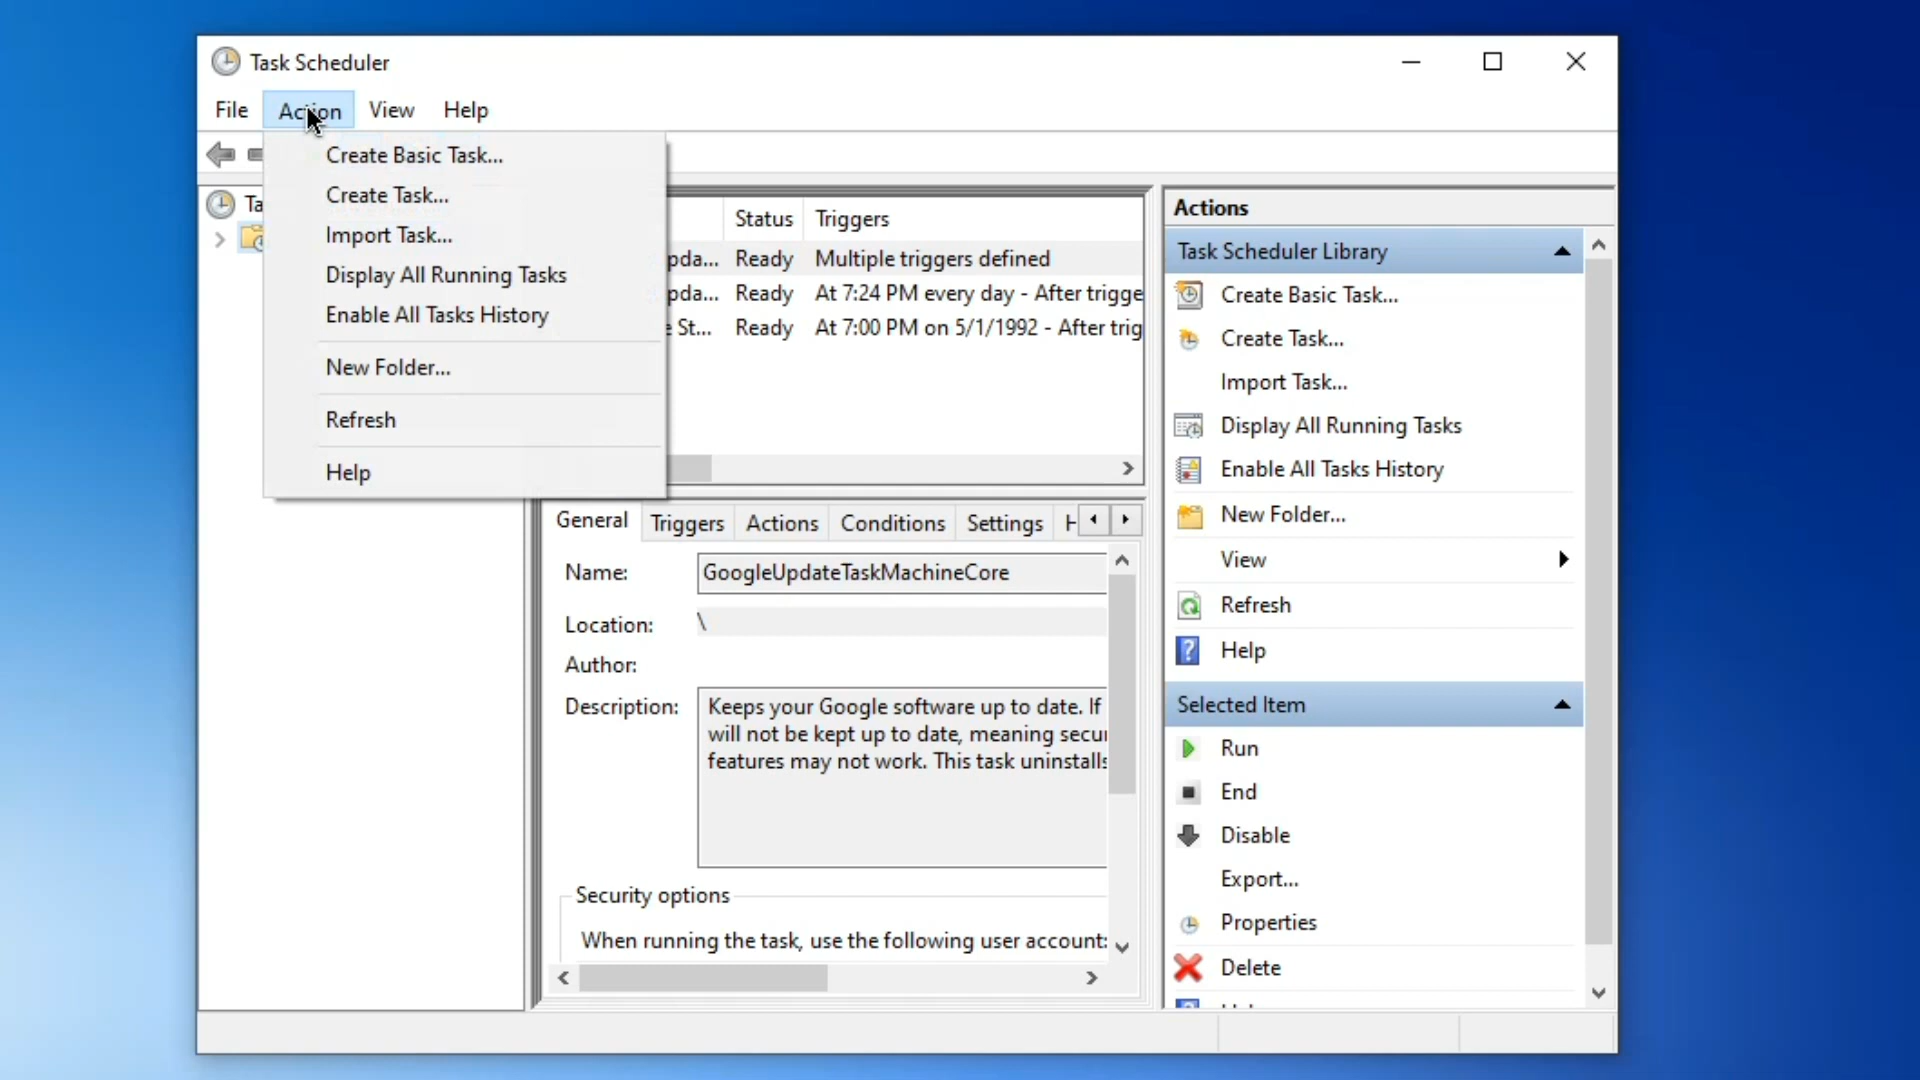 Task Scheduler
File Action View Help
Create Basic Task...
Create Task...
Import Task...
Display All Running Tasks
Enable All Tasks History
New Folder...
Refresh
Help
Ta
Status Triggers
pda... Ready Multiple triggers defined
pda... Ready At 7:24 PM every day - After trigge
e St... Ready At 7:00 PM on 5/1/1992 - After trig
General Triggers Actions Conditions Settings H
Name: GoogleUpdateTaskMachineCore
Location: \
Author:
Description: Keeps your Google software up to date. If
will not be kept up to date, meaning secu
features may not work. This task uninstalls
Security options
When running the task, use the following user account:
Actions
Task Scheduler Library
Create Basic Task...
Create Task...
Import Task...
Display All Running Tasks
Enable All Tasks History
New Folder...
View
Refresh
Help
Selected Item
Run
End
Disable
Export...
Properties
Delete